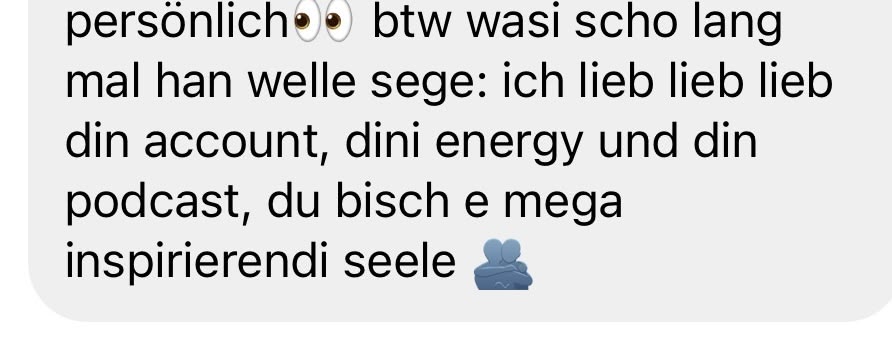 persönlich👀 btw wasi scho lang
mal han welle sege: ich lieb lieb lieb
din account, dini energy und din
podcast, du bisch e mega
inspirierendi seele 🫂